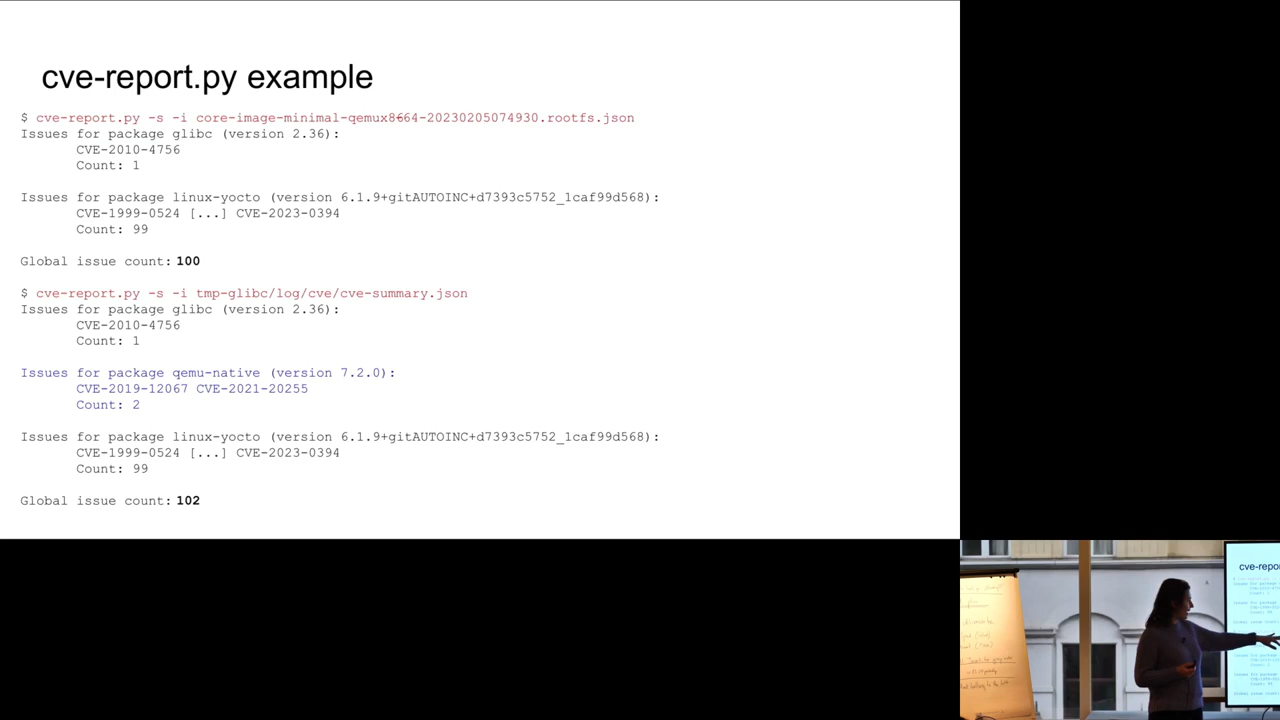 cve-report.py example
$ cve-report.py -s -i core-image-minimal-qemux8664-20230205074930.rootfs.json
Issues for package glibc (version 2.36):
CVE-2010-4756
Count: 1
Issues for package linux-yocto (version 6.1.9+gitAUTOINC+d7393c5752_1caf99d568):
CVE-1999-0524 [...] CVE-2023-0394
Count: 99
Global issue count: 100
$ cve-report.py -s -i tmp-glibc/log/cve/cve-summary.json
Issues for package glibc (version 2.36):
CVE-2010-4756
Count: 1
Issues for package qemu-native (version 7.2.0):
CVE-2019-12067 CVE-2021-20255
Count: 2
Issues for package linux-yocto (version 6.1.9+gitAUTOINC+d7393c5752_1caf99d568):
CVE-1999-0524 [...] CVE-2023-0394
Count: 99
Global issue count: 102
cve-repo